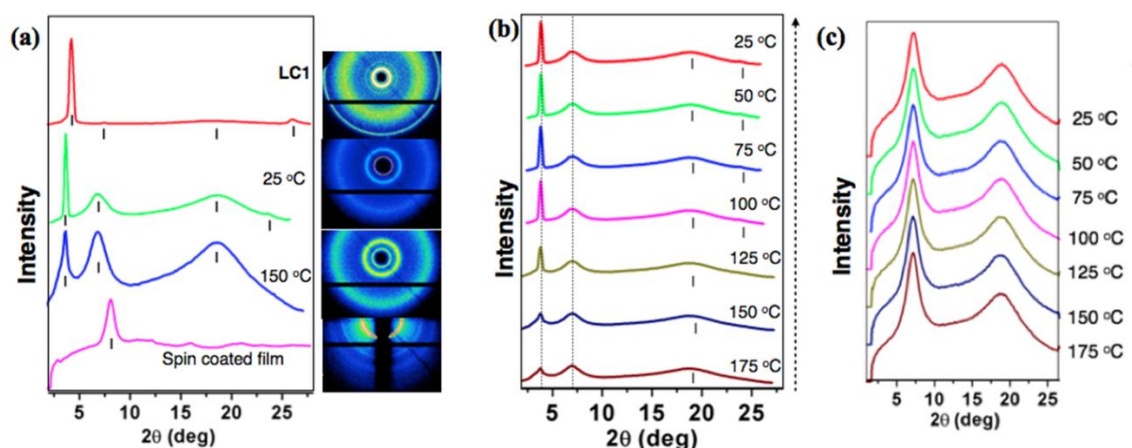 (a)
Intensity
LC1
25 °C
150 °C
Spin coated film
5 10 15 20 25
2θ (deg)
(b)
Intensity
25 °C
50 °C
75 °C
100 °C
125 °C
150 °C
175 °C
5 10 15 20 25
2θ (deg)
(c)
Intensity
25 °C
50 °C
75 °C
100 °C
125 °C
150 °C
175 °C
5 10 15 20 25
2θ (deg)